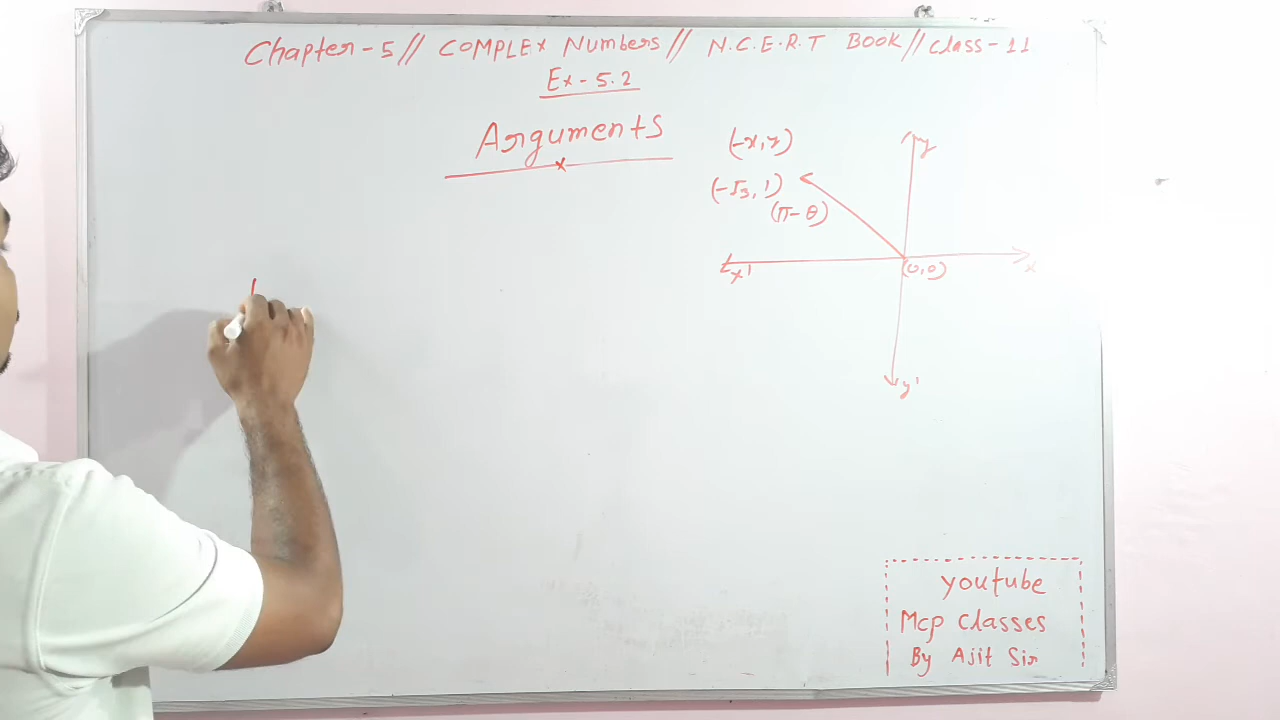 Chapter-5// COMPLEX Numbers// N.C.E.R.T BOOK// Class-11
Ex-5.2
Arguments
(-x,y)
y
(-√3,1)
(π-θ)
x'
(0,0)
x
y'
youtube
Mcp Classes
By Ajit Sir